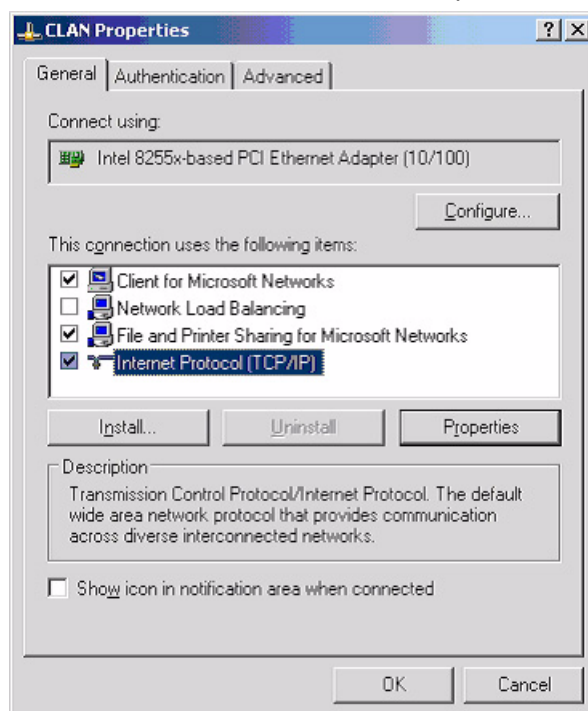 CLAN Properties
General Authentication Advanced
Connect using:
Intel 8255x-based PCI Ethernet Adapter (10/100)
Configure...
This connection uses the following items:
Client for Microsoft Networks
Network Load Balancing
File and Printer Sharing for Microsoft Networks
Internet Protocol (TCP/IP)
Install... Uninstall Properties
Description
Transmission Control Protocol/Internet Protocol. The default
wide area network protocol that provides communication
across diverse interconnected networks.
Show icon in notification area when connected
OK Cancel